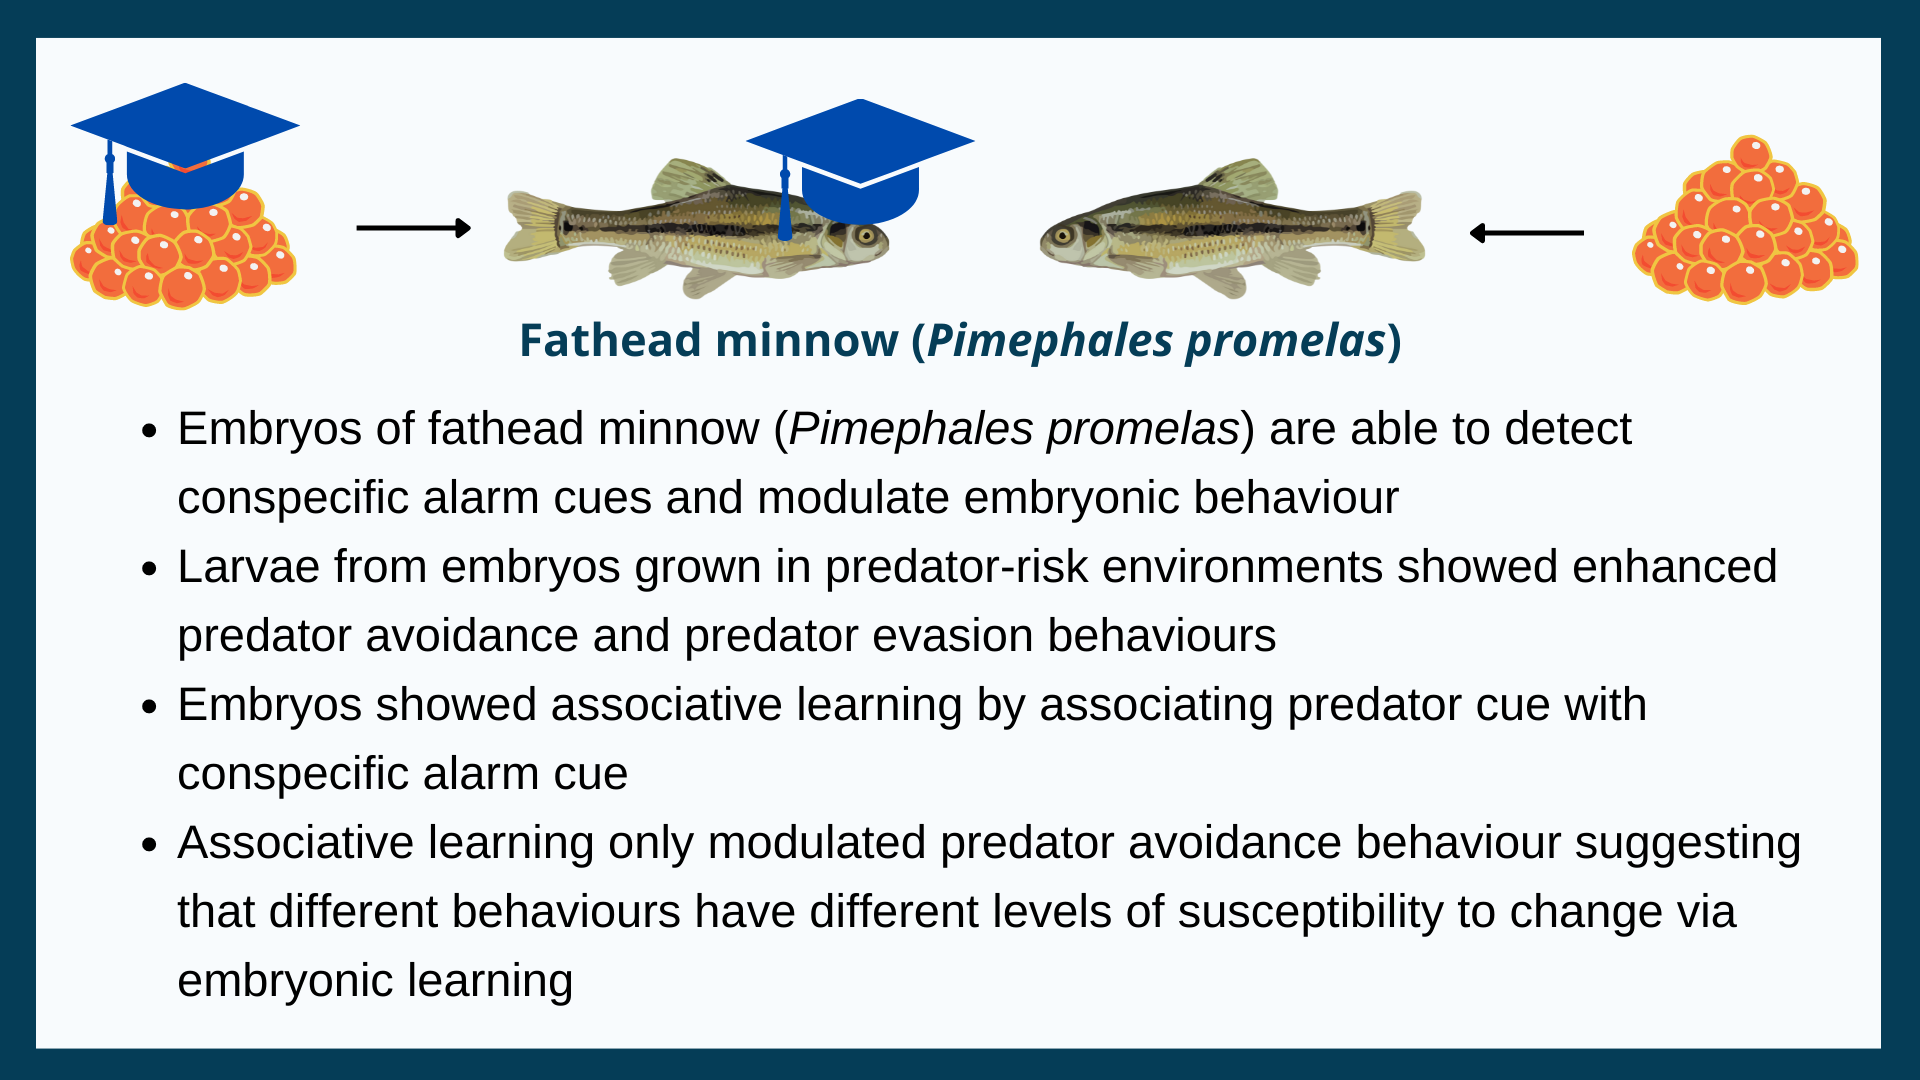 Fathead minnow (Pimephales promelas)
• Embryos of fathead minnow (Pimephales promelas) are able to detect
conspecific alarm cues and modulate embryonic behaviour
• Larvae from embryos grown in predator-risk environments showed enhanced
predator avoidance and predator evasion behaviours
• Embryos showed associative learning by associating predator cue with
conspecific alarm cue
• Associative learning only modulated predator avoidance behaviour suggesting
that different behaviours have different levels of susceptibility to change via
embryonic learning